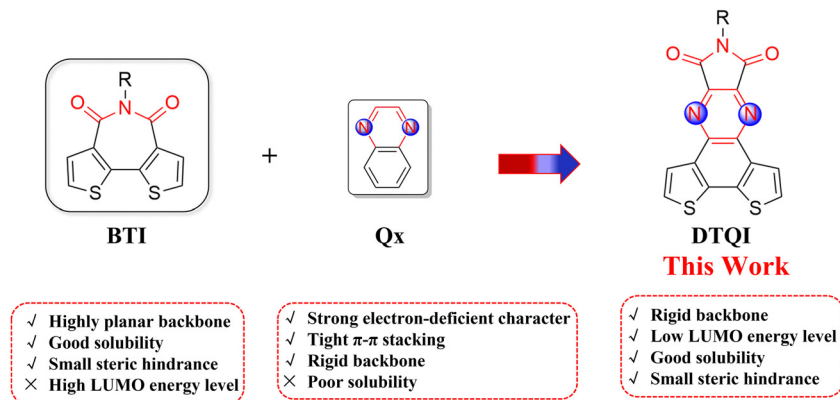 R
O
N
O
S
S
BTI
+
N
N
Qx
R
N
O
O
N
N
S
S
DTQI
This Work
√ Highly planar backbone
√ Good solubility
√ Small steric hindrance
× High LUMO energy level
√ Strong electron-deficient character
√ Tight π-π stacking
√ Rigid backbone
× Poor solubility
√ Rigid backbone
√ Low LUMO energy level
√ Good solubility
√ Small steric hindrance